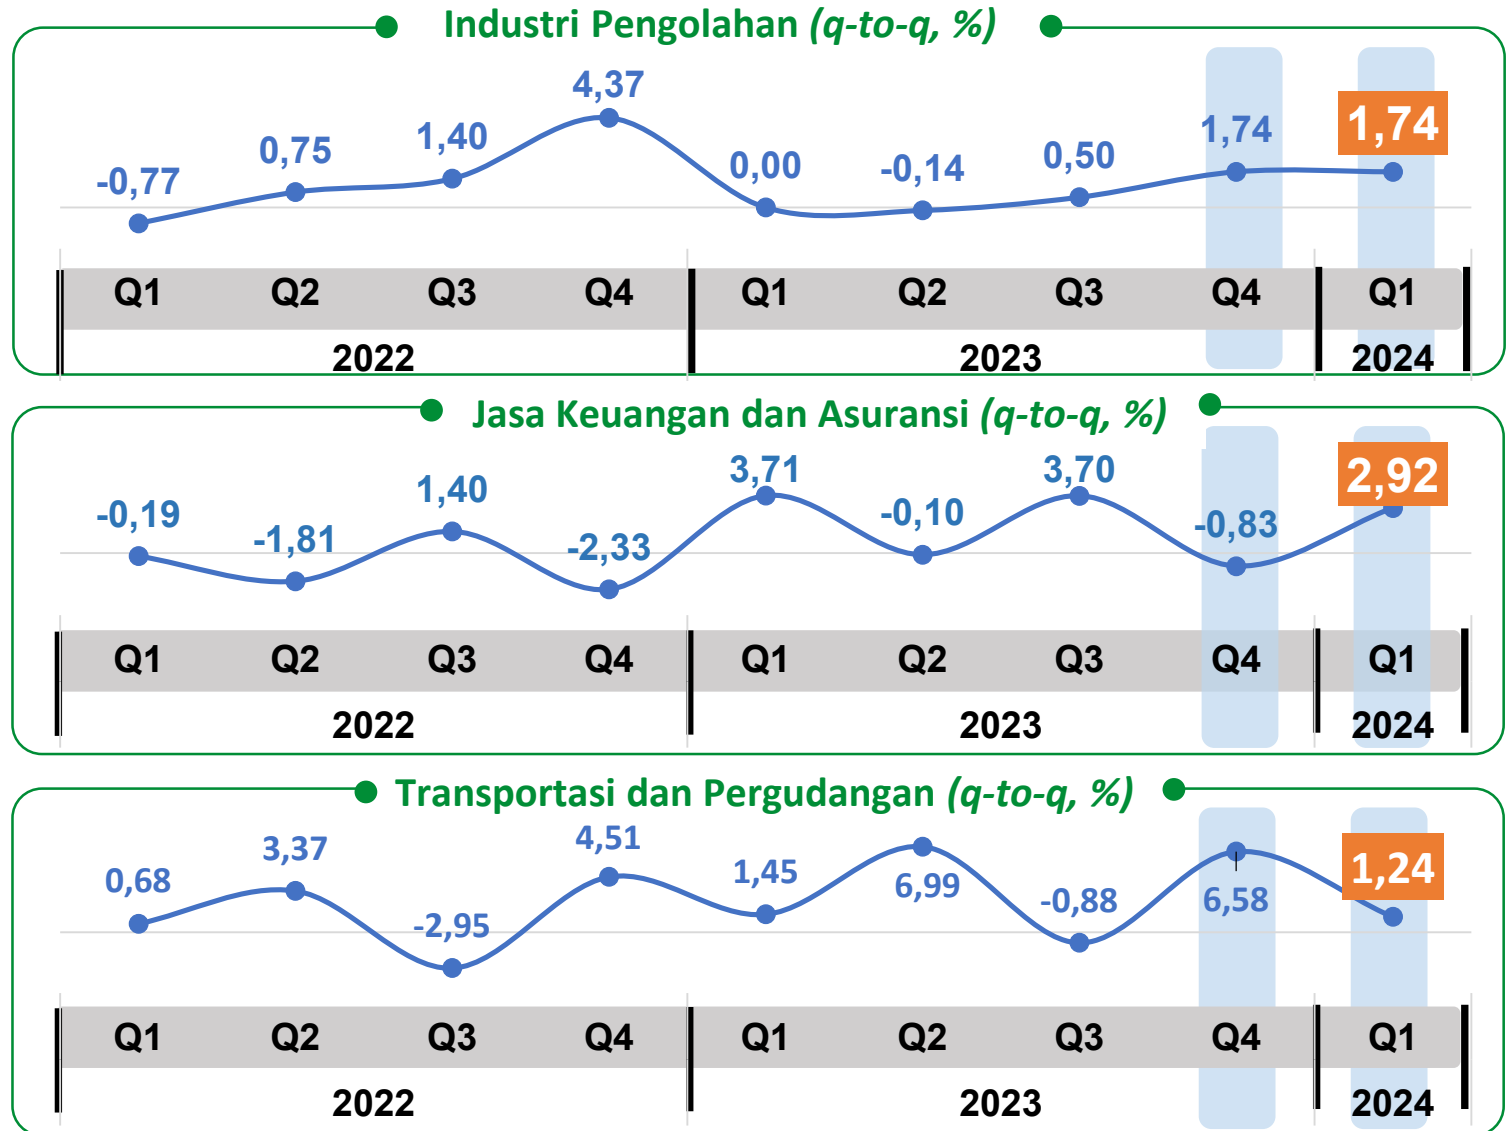 Industri Pengolahan (q-to-q, %)
-0,77 0,75 1,40 4,37 0,00 -0,14 0,50 1,74 1,74
Q1 Q2 Q3 Q4 Q1 Q2 Q3 Q4 Q1
2022 2023 2024
Jasa Keuangan dan Asuransi (q-to-q, %)
-0,19 -1,81 1,40 -2,33 3,71 -0,10 3,70 -0,83 2,92
Q1 Q2 Q3 Q4 Q1 Q2 Q3 Q4 Q1
2022 2023 2024
Transportasi dan Pergudangan (q-to-q, %)
0,68 3,37 -2,95 4,51 1,45 6,99 -0,88 6,58 1,24
Q1 Q2 Q3 Q4 Q1 Q2 Q3 Q4 Q1
2022 2023 2024